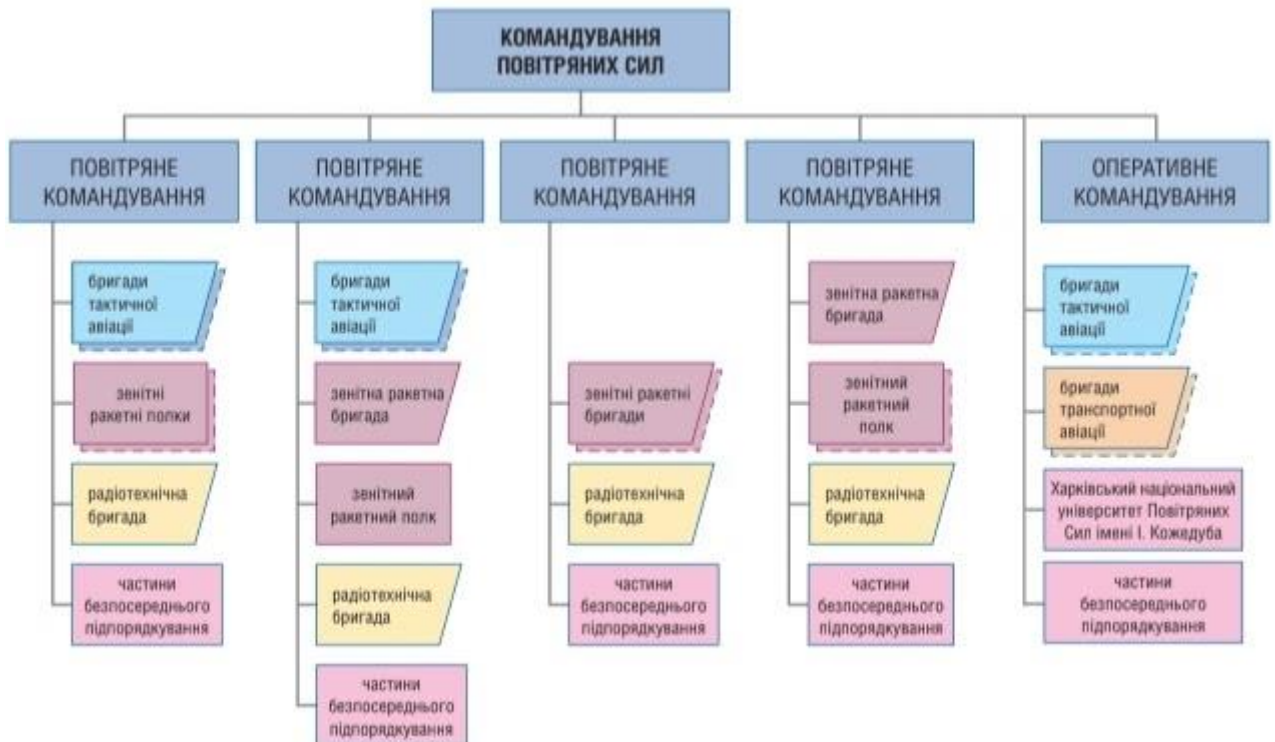 КОМАНДУВАННЯ
ПОВІТРЯНИХ СИЛ
ПОВІТРЯНЕ
КОМАНДУВАННЯ
бригади
тактичної
авіації
зенітні
ракетні полки
радіотехнічна
бригада
частини
безпосереднього
підпорядкування
ПОВІТРЯНЕ
КОМАНДУВАННЯ
бригади
тактичної
авіації
зенітна ракетна
бригада
зенітний
ракетний полк
радіотехнічна
бригада
частини
безпосереднього
підпорядкування
ПОВІТРЯНЕ
КОМАНДУВАННЯ
зенітні ракетні
бригади
радіотехнічна
бригада
частини
безпосереднього
підпорядкування
ПОВІТРЯНЕ
КОМАНДУВАННЯ
зенітна ракетна
бригада
зенітний
ракетний
полк
радіотехнічна
бригада
частини
безпосереднього
підпорядкування
ОПЕРАТИВНЕ
КОМАНДУВАННЯ
бригади
тактичної
авіації
бригади
транспортної
авіації
Харківський національний
університет Повітряних
Сил імені І. Кожедуба
частини
безпосереднього
підпорядкування